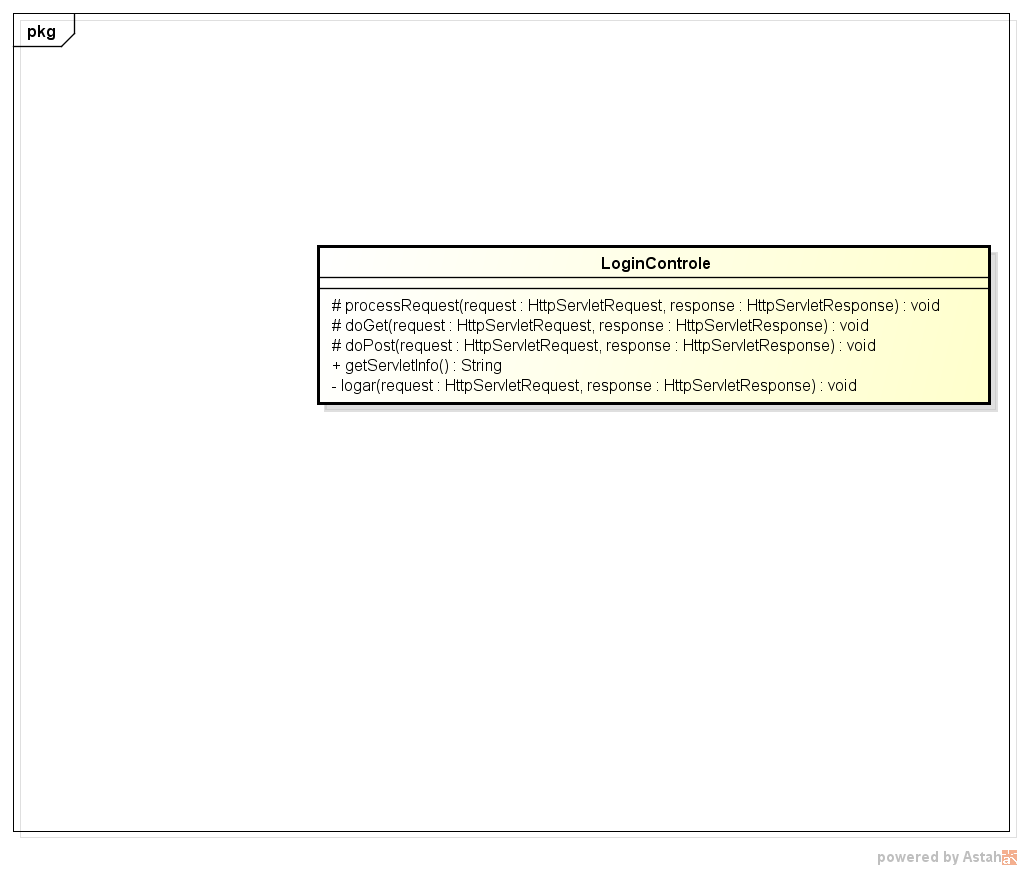 pkg
LoginControle
# processRequest(request : HttpServletRequest, response : HttpServletResponse) : void
# doGet(request : HttpServletRequest, response : HttpServletResponse) : void
# doPost(request : HttpServletRequest, response : HttpServletResponse) : void
+ getServletInfo() : String
- logar(request : HttpServletRequest, response : HttpServletResponse) : void
powered by Astah